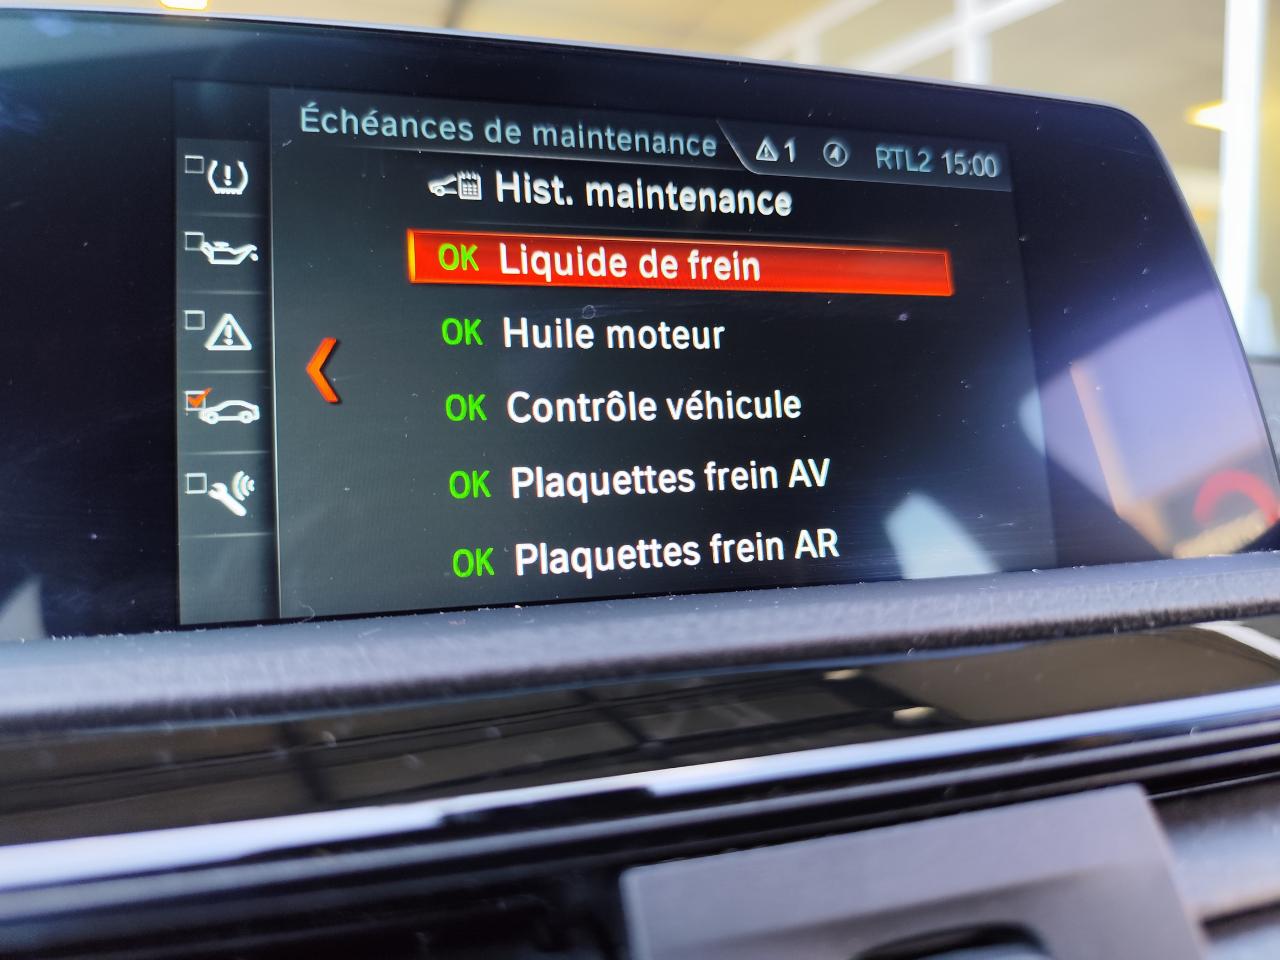 Échéances de maintenance
1 RTL2 15:00
Hist. maintenance
OK Liquide de frein
OK Huile moteur
OK Contrôle véhicule
OK Plaquettes frein AV
OK Plaquettes frein AR